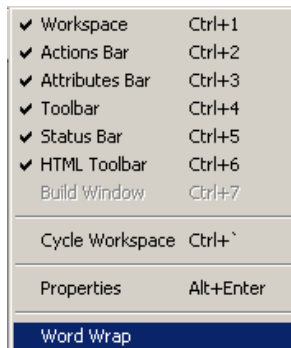 Workspace Ctrl+1
Actions Bar Ctrl+2
Attributes Bar Ctrl+3
Toolbar Ctrl+4
Status Bar Ctrl+5
HTML Toolbar Ctrl+6
Build Window Ctrl+7
Cycle Workspace Ctrl+`
Properties Alt+Enter
Word Wrap